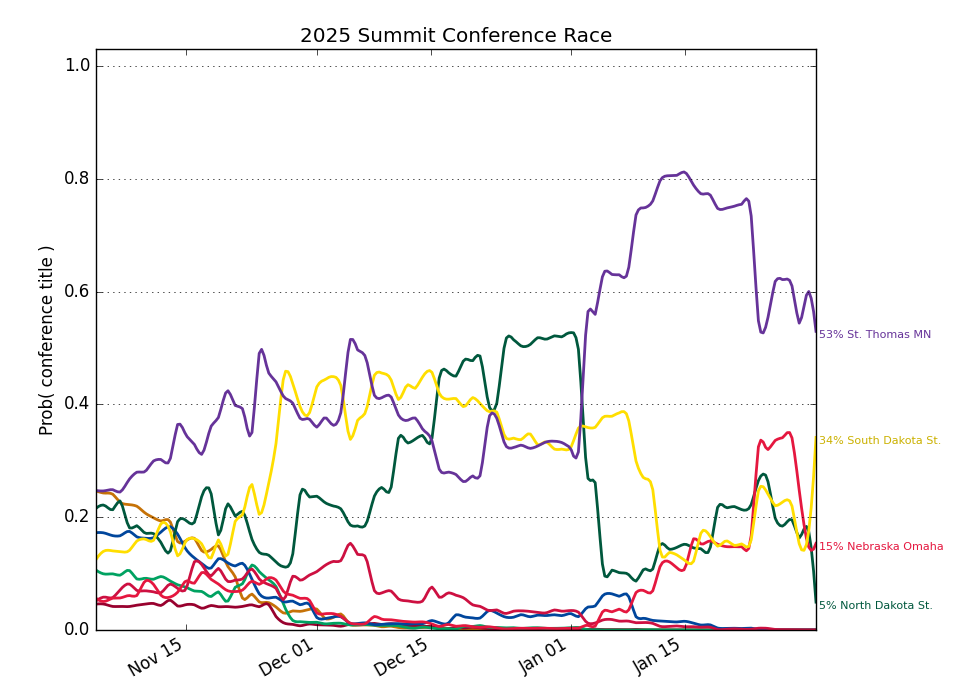 2025 Summit Conference Race
Prob( conference title )
1.0
0.8
0.6
0.4
0.2
0.0
Nov 15
Dec 01
Dec 15
Jan 01
Jan 15
53% St. Thomas MN
34% South Dakota St.
15% Nebraska Omaha
5% North Dakota St.